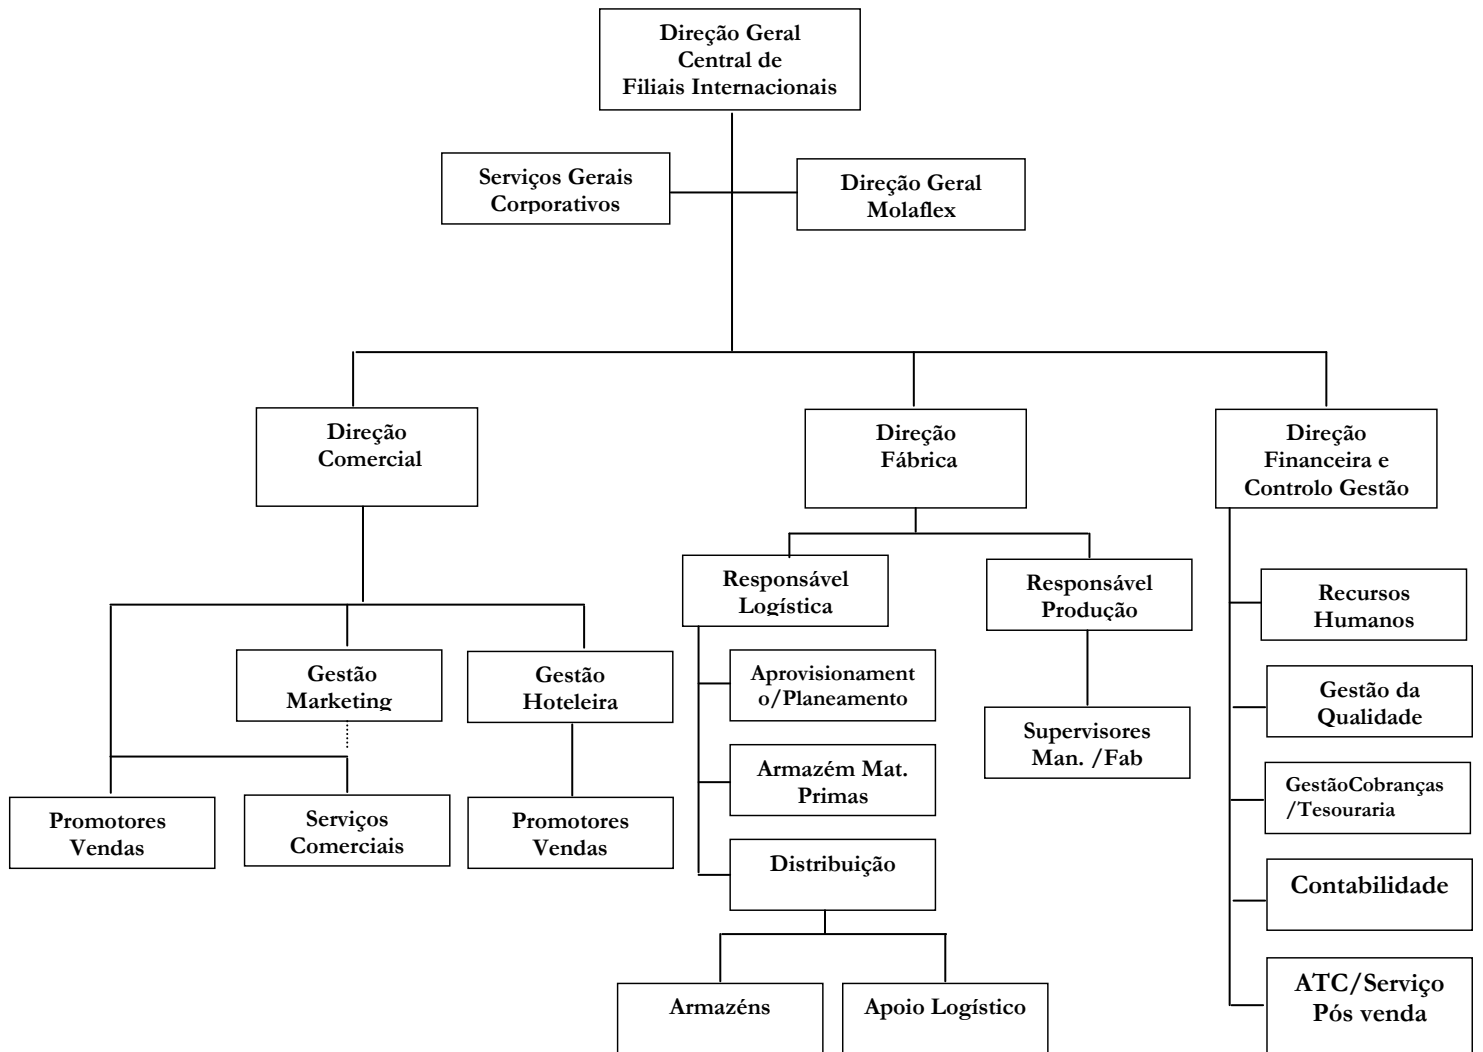 Direção Geral
Central de
Filiais Internacionais
Serviços Gerais
Corporativos
Direção Geral
Molaflex
Direção
Comercial
Direção
Fábrica
Direção
Financeira e
Controlo Gestão
Responsável
Logística
Responsável
Produção
Recursos
Humanos
Gestão
Marketing
Gestão
Hoteleira
Aprovisionament
o/Planeamento
Gestão da
Qualidade
Supervisores
Man. /Fab
Armazém Mat.
Primas
GestãoCobranças
/Tesouraria
Promotores
Vendas
Serviços
Comerciais
Promotores
Vendas
Distribuição
Contabilidade
Armazéns
Apoio Logístico
ATC/Serviço
Pós venda